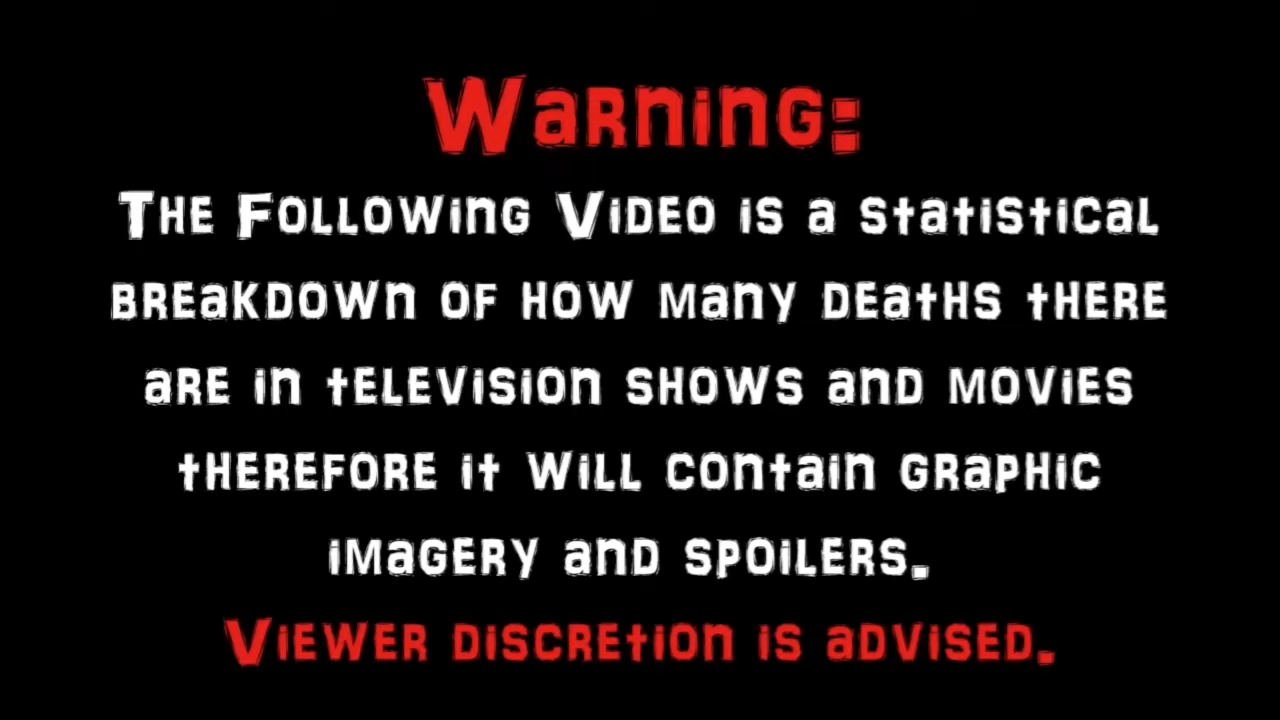 Warning:
The Following Video is a statistical
breakdown of how many deaths there
are in television shows and movies
therefore it will contain graphic
imagery and spoilers.
Viewer discretion is advised.